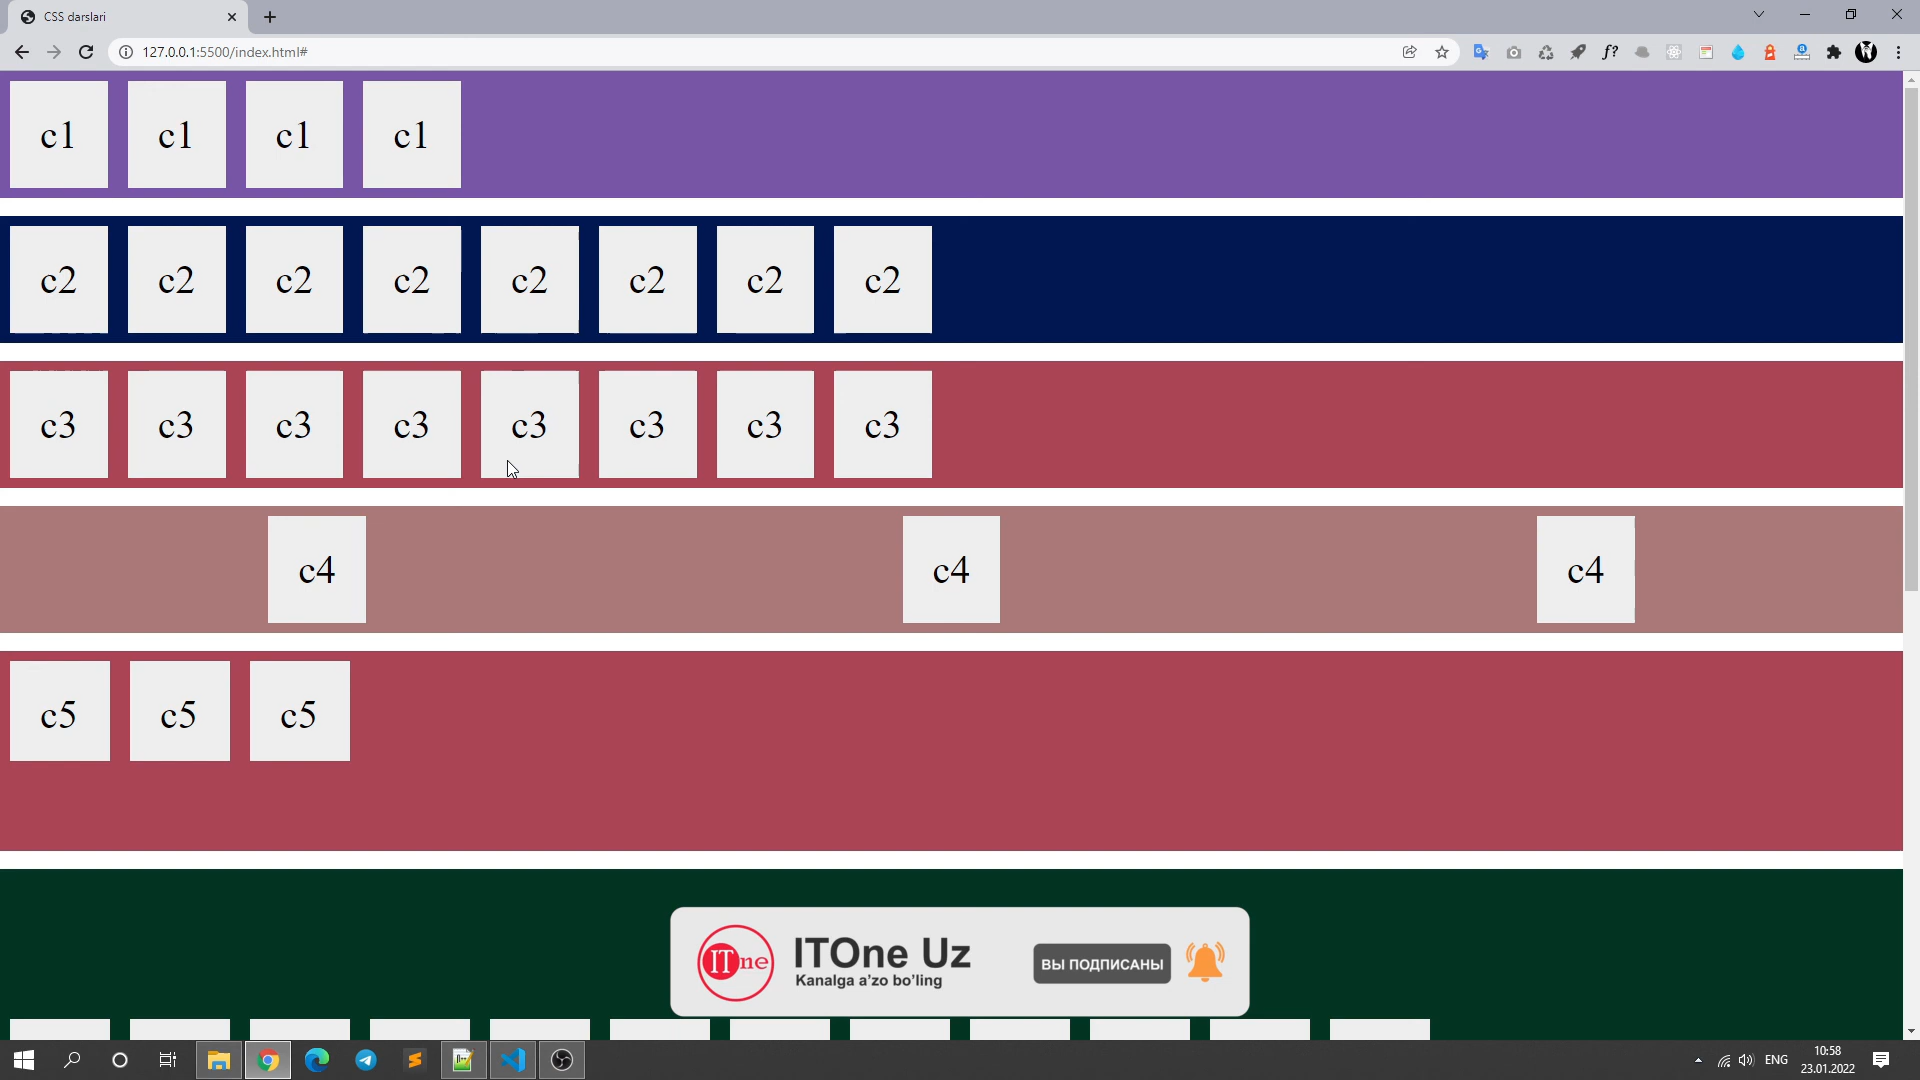 CSS darslari
127.0.0.1:5500/index.html#
f?
c1 c1 c1 c1
c2 c2 c2 c2 c2 c2 c2 c2
c3 c3 c3 c3 c3 c3 c3 c3
c4 c4 c4
c5 c5 c5
ITne
ITOne Uz
Kanalga a'zo bo'ling
ВЫ ПОДПИСАНЫ
ENG
10:58
23.01.2022